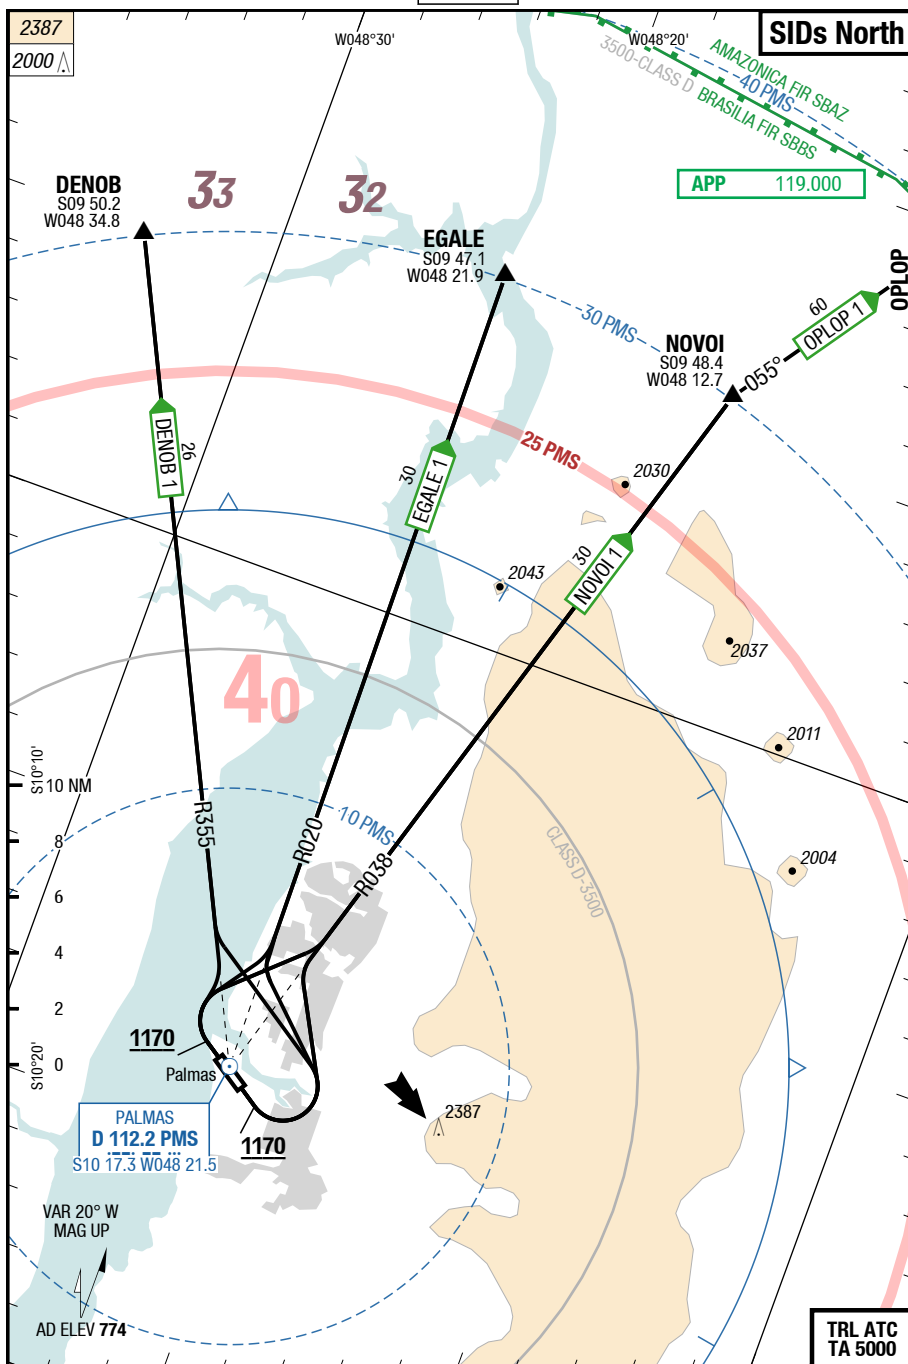 2387
2000
SIDs North
W048°30'
W048°20'
AMAZONICA FIR SBAZ
3500-CLASS D
40 PMS
BRASILIA FIR SBBS
APP 119.000
DENOB
S09 50.2
W048 34.8
33
32
EGALE
S09 47.1
W048 21.9
30 PMS
OPLOP
60
OPLOP 1
055°
NOVOI
S09 48.4
W048 12.7
25 PMS
DENOB 1
26
EGALE 1
30
2030
NOVOI 1
30
2043
2037
40
2011
S10°10'
10 NM
10 PMS
R355
R020
R038
8
CLASS D-3500
2004
6
4
2
1170
S10°20'
0
Palmas
2387
PALMAS
D 112.2 PMS
S10 17.3 W048 21.5
1170
VAR 20° W
MAG UP
AD ELEV 774
TRL ATC
TA 5000